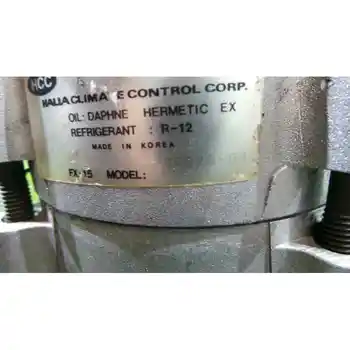 HCC
HALLA CLIMA E CONTROL CORP.
OIL: DAPHNE HERMETIC EX
REFRIGERANT : R-12
MADE IN KOREA
FX-15 MODEL: